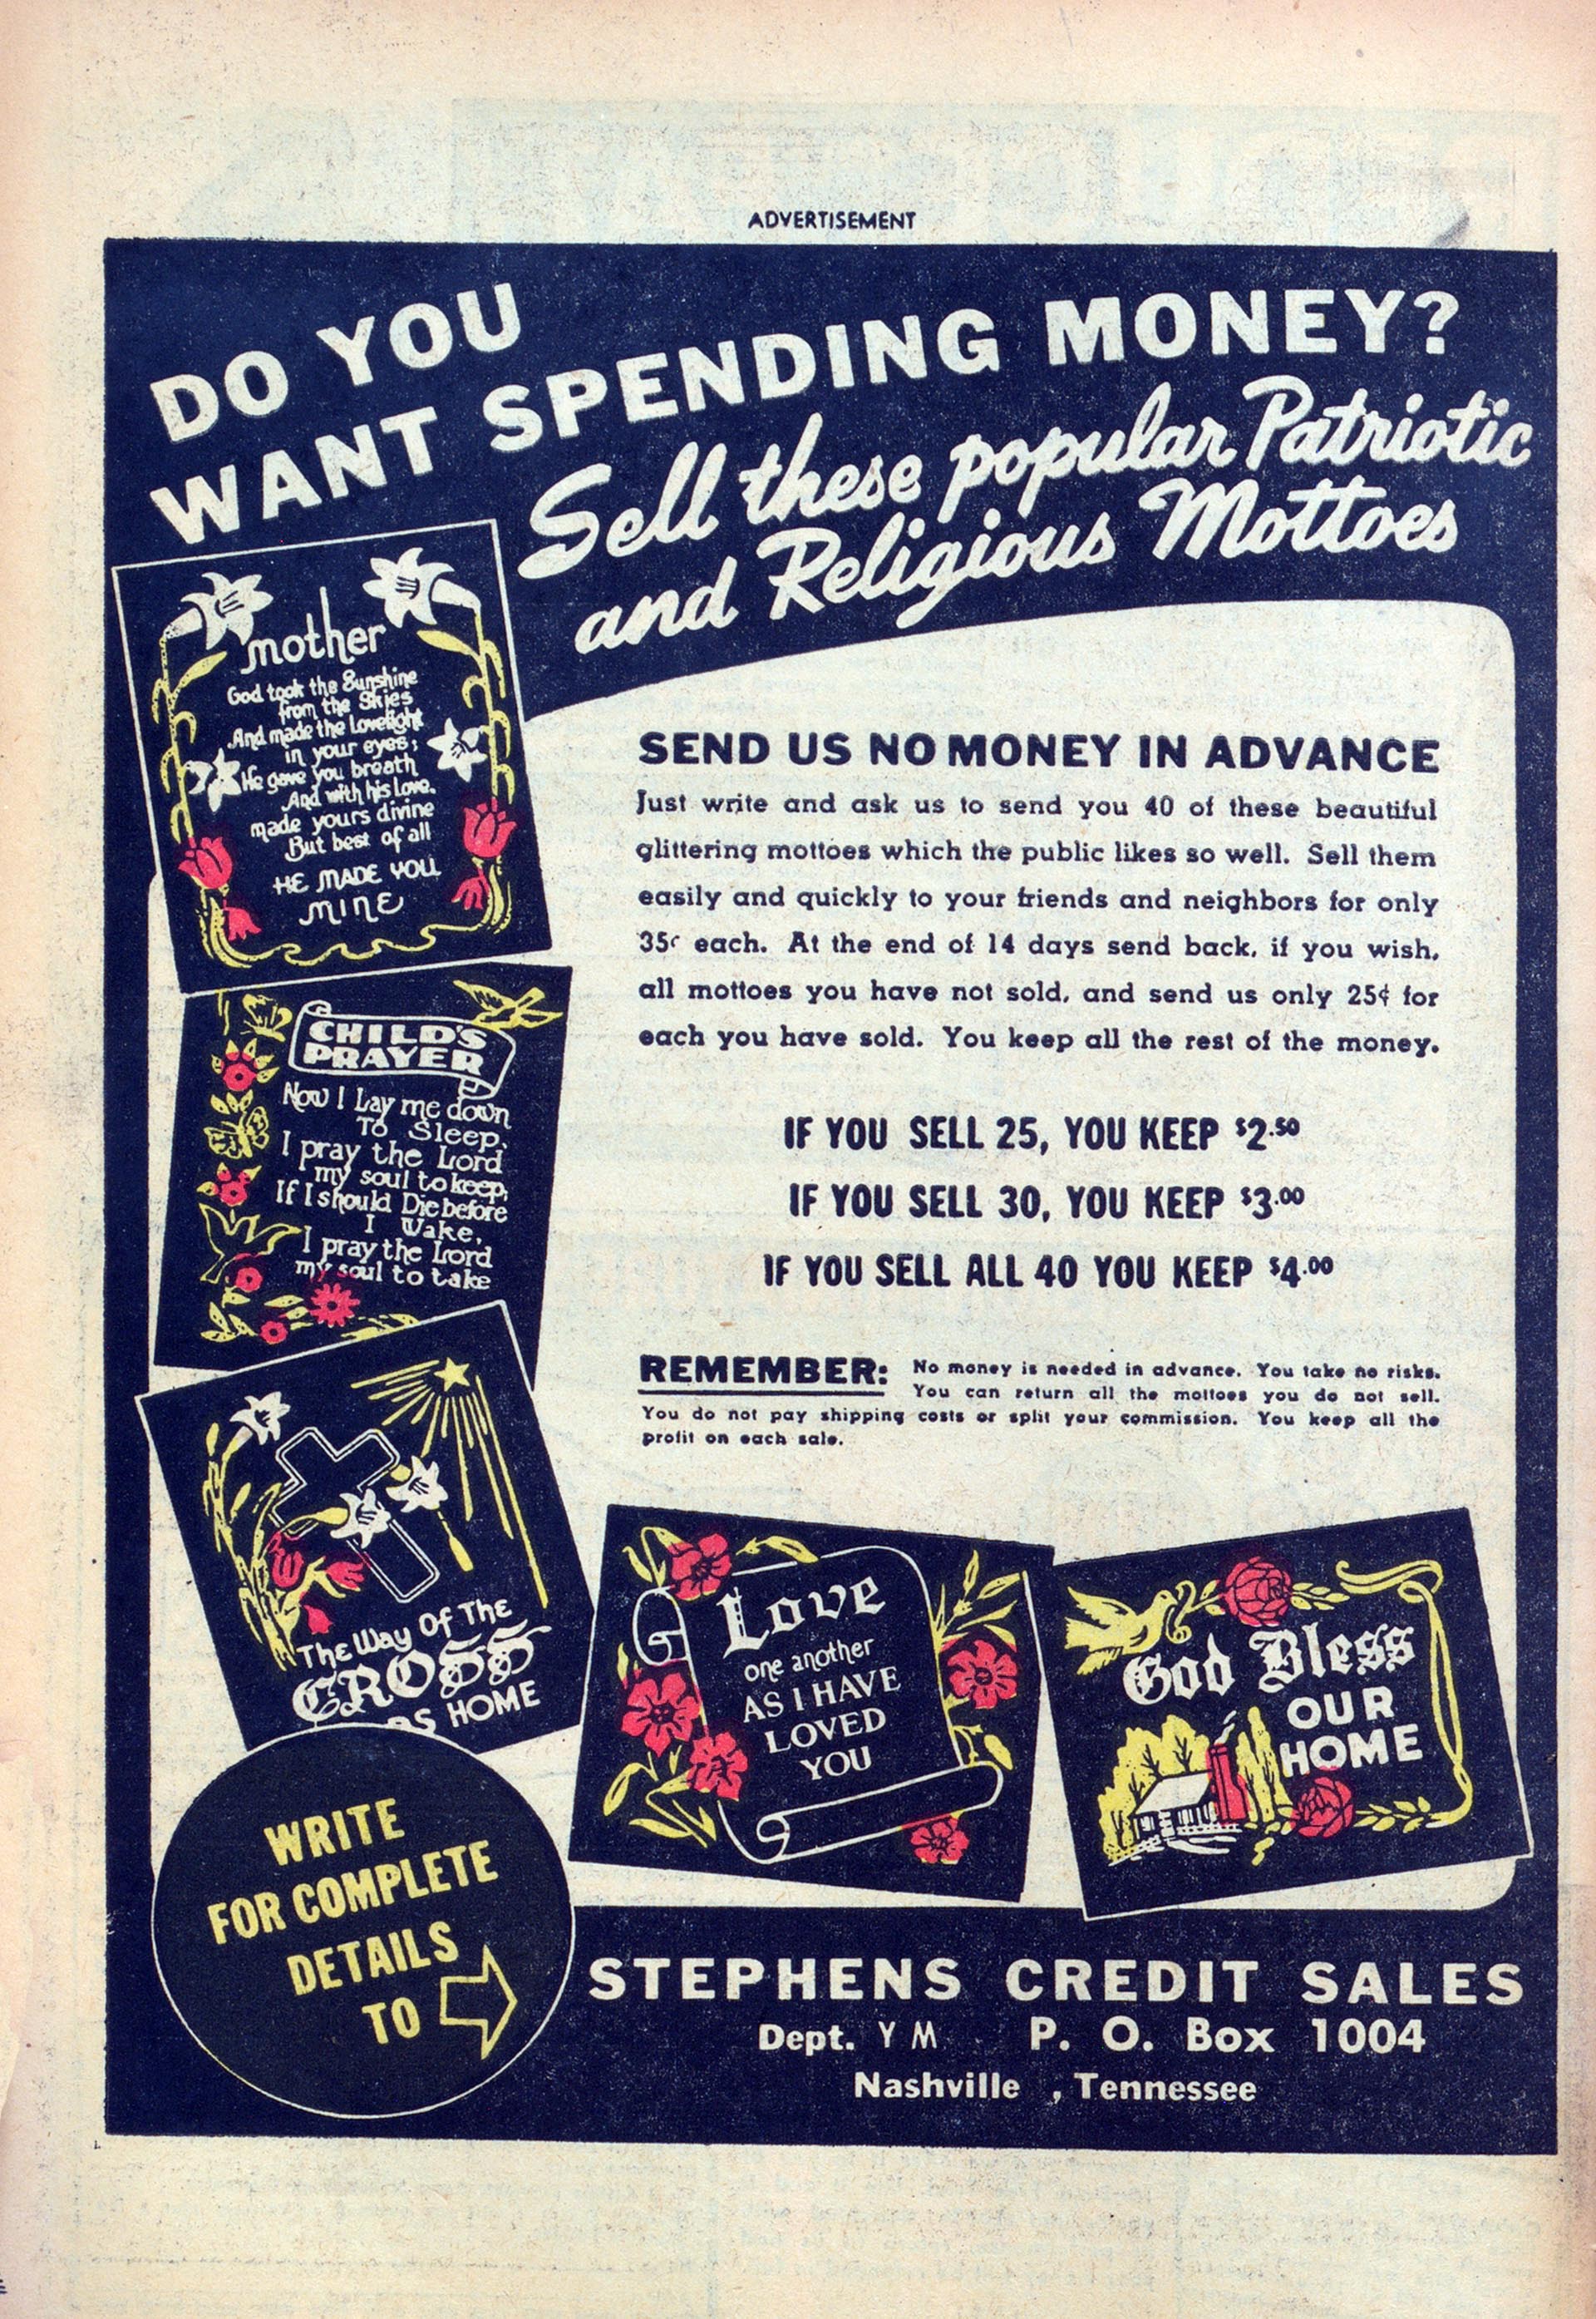 ADVERTISEMENT
DO YOU
WANT SPENDING MONEY?
Sell these popular Patriotic
and Religious Mottoes
mother
God took the Sunshine
from the Skies
And made the Lovelight
in your eyes;
He gave you breath
And with his Love.
made yours divine
But best of all
HE MADE YOU
MINE
CHILD'S
PRAYER
Now I Lay me down
To Sleep,
I pray the Lord
my soul to keep,
If I should Die before
I Wake,
I pray the Lord
my soul to take
The Way Of The
CROSS
DS HOME
SEND US NO MONEY IN ADVANCE
Just write and ask us to send you 40 of these beautiful
glittering mottoes which the public likes so well. Sell them
easily and quickly to your friends and neighbors for only
35¢ each. At the end of 14 days send back, if you wish,
all mottoes you have not sold, and send us only 25¢ for
each you have sold. You keep all the rest of the money.
IF YOU SELL 25, YOU KEEP $2.50
IF YOU SELL 30, YOU KEEP $3.00
IF YOU SELL ALL 40 YOU KEEP $4.00
REMEMBER: No money is needed in advance. You take no risks.
You can return all the mottoes you do not sell.
You do not pay shipping costs or split your commission. You keep all the
profit on each sale.
Love
one another
AS I HAVE
LOVED
YOU
God Bless
OUR
HOME
WRITE
FOR COMPLETE
DETAILS
TO
STEPHENS CREDIT SALES
Dept. Y M P. O. Box 1004
Nashville , Tennessee